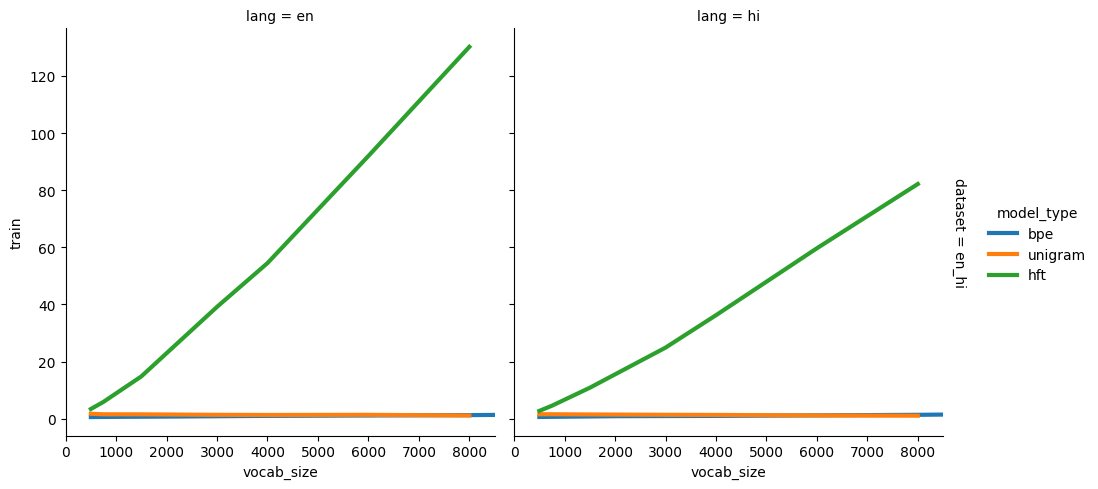 lang = en
lang = hi
120
100
80
60
40
20
0
train
0 1000 2000 3000 4000 5000 6000 7000 8000
vocab_size
0 1000 2000 3000 4000 5000 6000 7000 8000
vocab_size
dataset = en_hi
model_type
bpe
unigram
hft